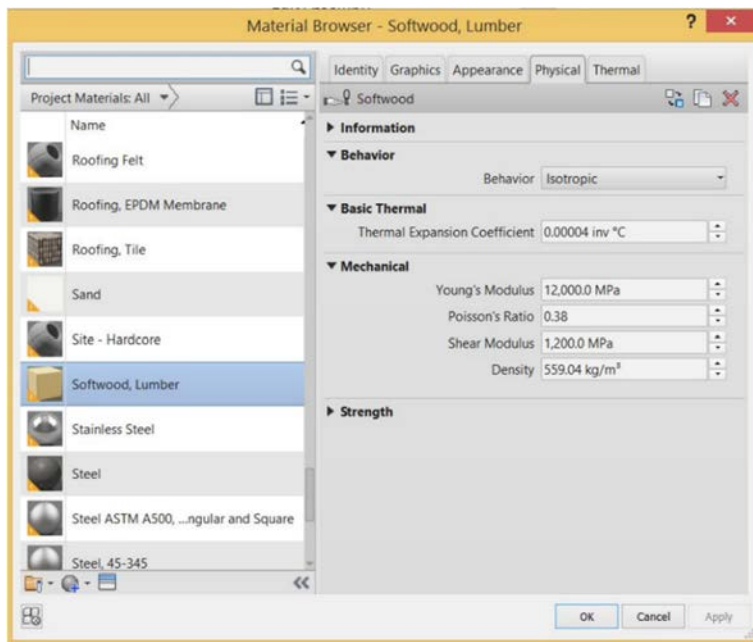 Material Browser - Softwood, Lumber
?
Project Materials: All
Name
Roofing Felt
Roofing, EPDM Membrane
Roofing, Tile
Sand
Site - Hardcore
Softwood, Lumber
Stainless Steel
Steel
Steel ASTM A500, ...ngular and Square
Steel, 45-345
Identity Graphics Appearance Physical Thermal
Softwood
Information
Behavior
Behavior Isotropic
Basic Thermal
Thermal Expansion Coefficient 0.00004 inv °C
Mechanical
Young's Modulus 12,000.0 MPa
Poisson's Ratio 0.38
Shear Modulus 1,200.0 MPa
Density 559.04 kg/m³
Strength
OK Cancel Apply